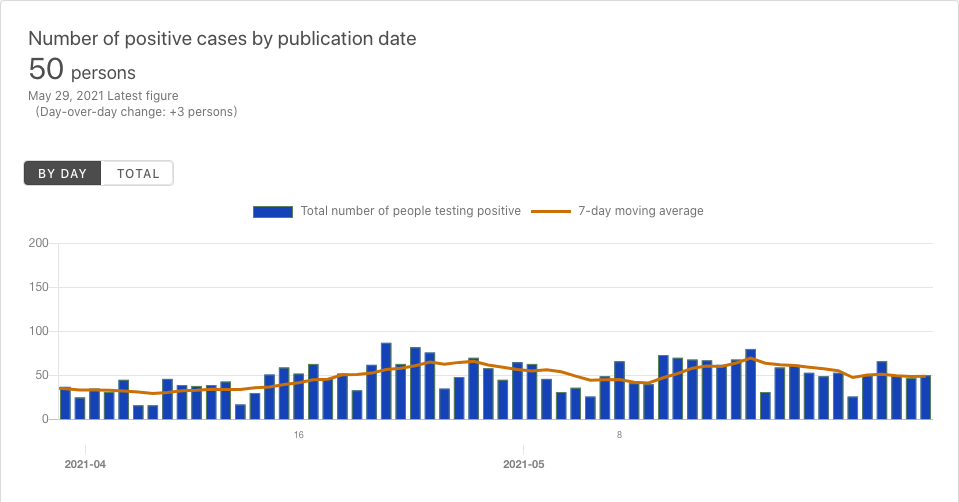 Number of positive cases by publication date
50 persons
May 29, 2021 Latest figure
(Day-over-day change: +3 persons)
BY DAY TOTAL
Total number of people testing positive 7-day moving average
200
150
100
50
0
16 8
2021-04 2021-05